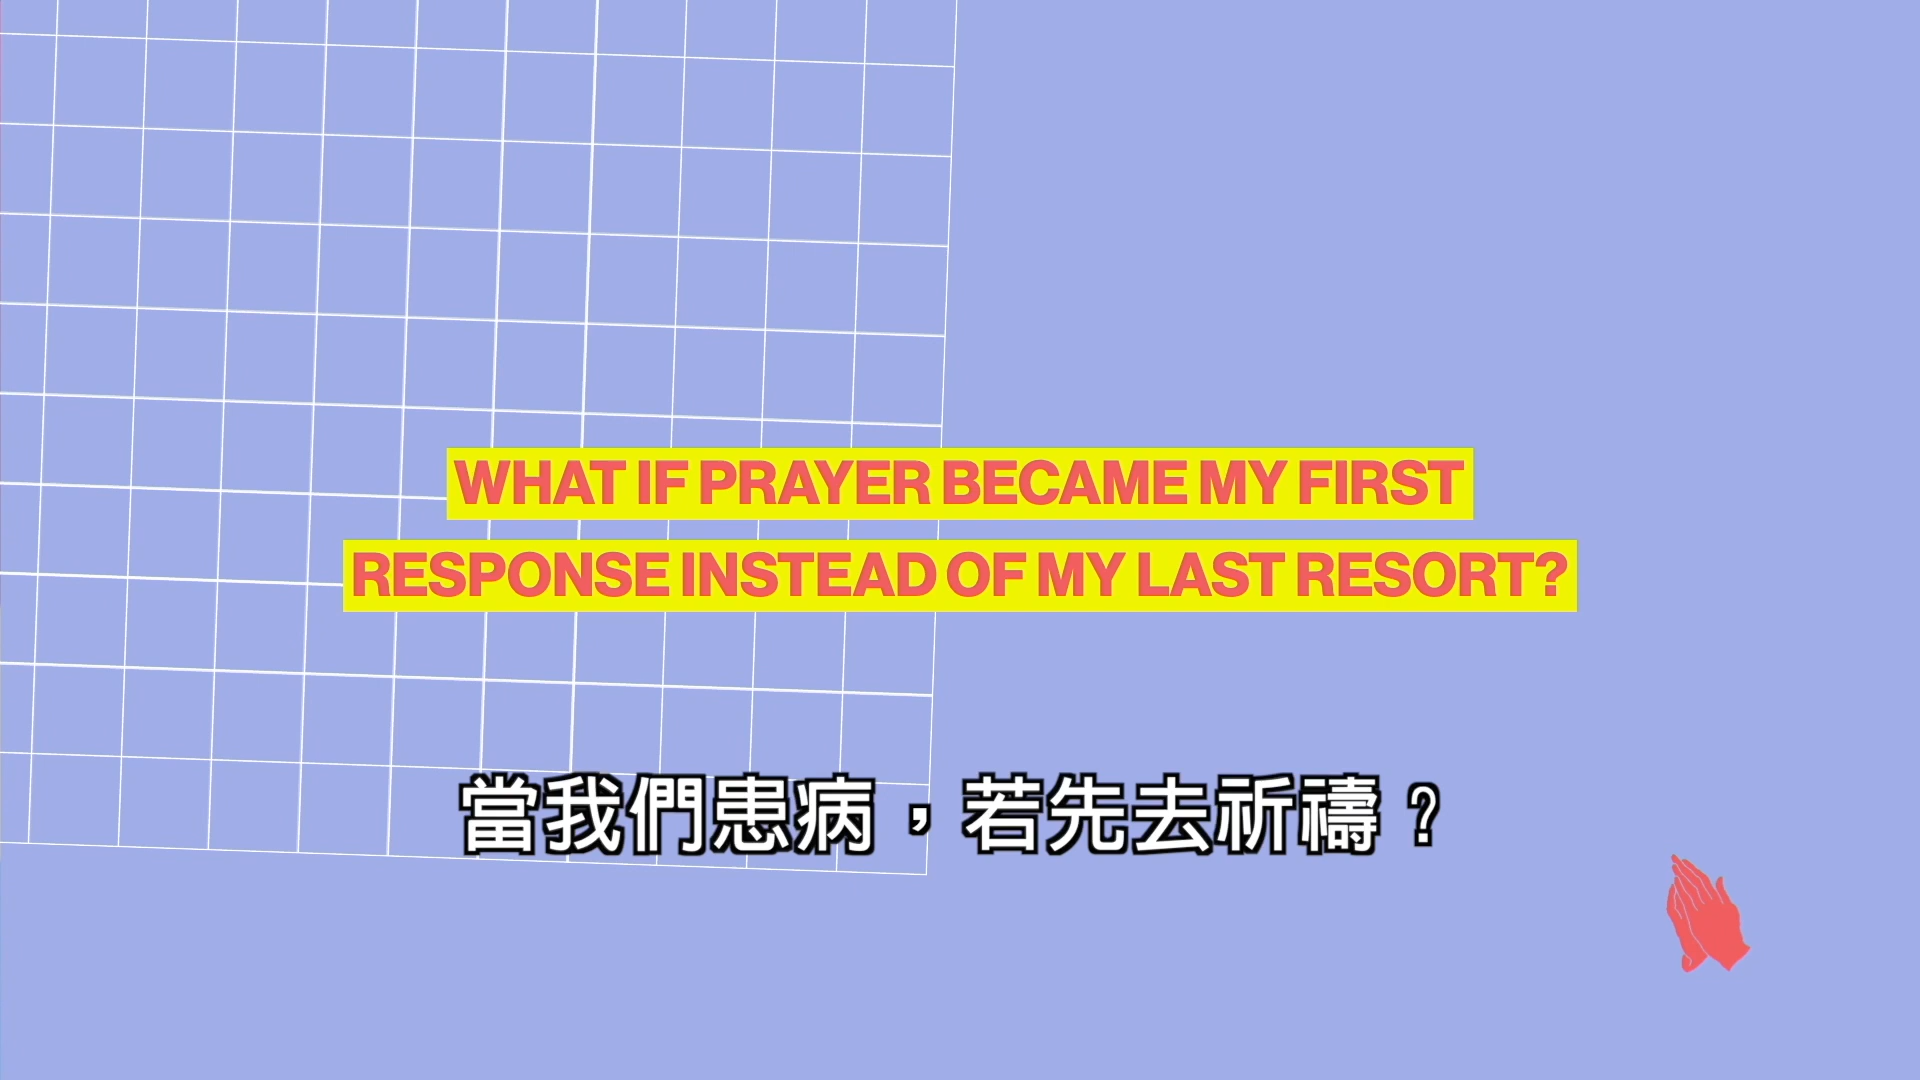 WHAT IF PRAYER BECAME MY FIRST
RESPONSE INSTEAD OF MY LAST RESORT?
當我們患病，若先去祈禱？